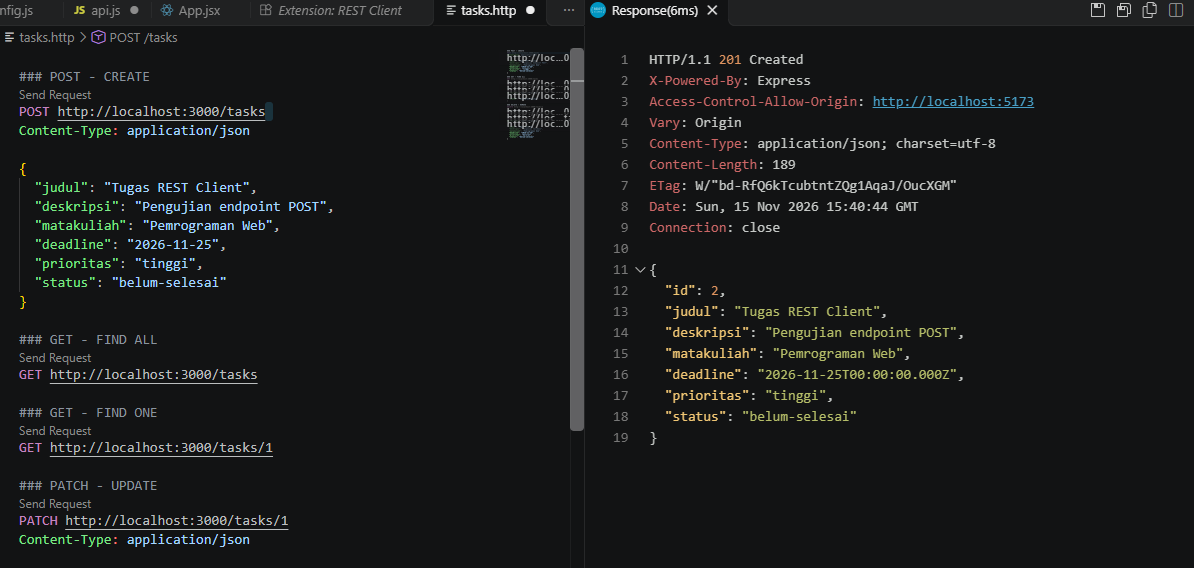 nfig.js
JS api.js
App.jsx
Extension: REST Client
tasks.http
...
tasks.http > POST /tasks
### POST - CREATE
Send Request
POST http://localhost:3000/tasks
Content-Type: application/json
{
"judul": "Tugas REST Client",
"deskripsi": "Pengujian endpoint POST",
"matakuliah": "Pemrograman Web",
"deadline": "2026-11-25",
"prioritas": "tinggi",
"status": "belum-selesai"
}
### GET - FIND ALL
Send Request
GET http://localhost:3000/tasks
### GET - FIND ONE
Send Request
GET http://localhost:3000/tasks/1
### PATCH - UPDATE
Send Request
PATCH http://localhost:3000/tasks/1
Content-Type: application/json
Response(6ms)
1 HTTP/1.1 201 Created
2 X-Powered-By: Express
3 Access-Control-Allow-Origin: http://localhost:5173
4 Vary: Origin
5 Content-Type: application/json; charset=utf-8
6 Content-Length: 189
7 ETag: W/"bd-RfQ6kTcubtntZQg1AqaJ/OucXGM"
8 Date: Sun, 15 Nov 2026 15:40:44 GMT
9 Connection: close
10
11 {
12 "id": 2,
13 "judul": "Tugas REST Client",
14 "deskripsi": "Pengujian endpoint POST",
15 "matakuliah": "Pemrograman Web",
16 "deadline": "2026-11-25T00:00:00.000Z",
17 "prioritas": "tinggi",
18 "status": "belum-selesai"
19 }